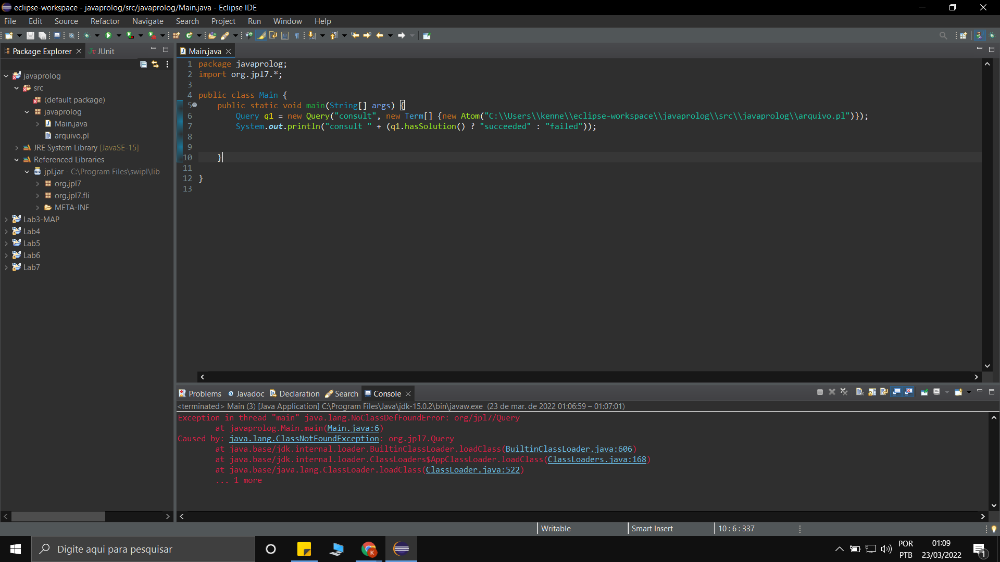 eclipse-workspace - javaprolog/src/javaprolog/Main.java - Eclipse IDE
File Edit Source Refactor Navigate Search Project Run Window Help
Package Explorer JUnit
javaprolog
src
(default package)
javaprolog
Main.java
arquivo.pl
JRE System Library [JavaSE-15]
Referenced Libraries
jpl.jar - C:\Program Files\swipl\lib
org.jpl7
org.jpl7.fli
META-INF
Lab3-MAP
Lab4
Lab5
Lab6
Lab7
Main.java
1 package javaprolog;
2 import org.jpl7.*;
3
4 public class Main {
5 public static void main(String[] args) {
6 Query q1 = new Query("consult", new Term[] {new Atom("C:\\Users\\kenne\\eclipse-workspace\\javaprolog\\src\\javaprolog\\arquivo.pl")});
7 System.out.println("consult " + (q1.hasSolution() ? "succeeded" : "failed"));
8
9
10 }
11
12 }
13
Problems Javadoc Declaration Search Console
<terminated> Main (3) [Java Application] C:\Program Files\Java\jdk-15.0.2\bin\javaw.exe (23 de mar. de 2022 01:06:59 – 01:07:01)
Exception in thread "main" java.lang.NoClassDefFoundError: org/jpl7/Query
at javaprolog.Main.main(Main.java:6)
Caused by: java.lang.ClassNotFoundException: org.jpl7.Query
at java.base/jdk.internal.loader.BuiltinClassLoader.loadClass(BuiltinClassLoader.java:606)
at java.base/jdk.internal.loader.ClassLoaders$AppClassLoader.loadClass(ClassLoaders.java:168)
at java.base/java.lang.ClassLoader.loadClass(ClassLoader.java:522)
... 1 more
Writable Smart Insert 10 : 6 : 337
Digite aqui para pesquisar
K
POR
PTB
01:09
23/03/2022
1